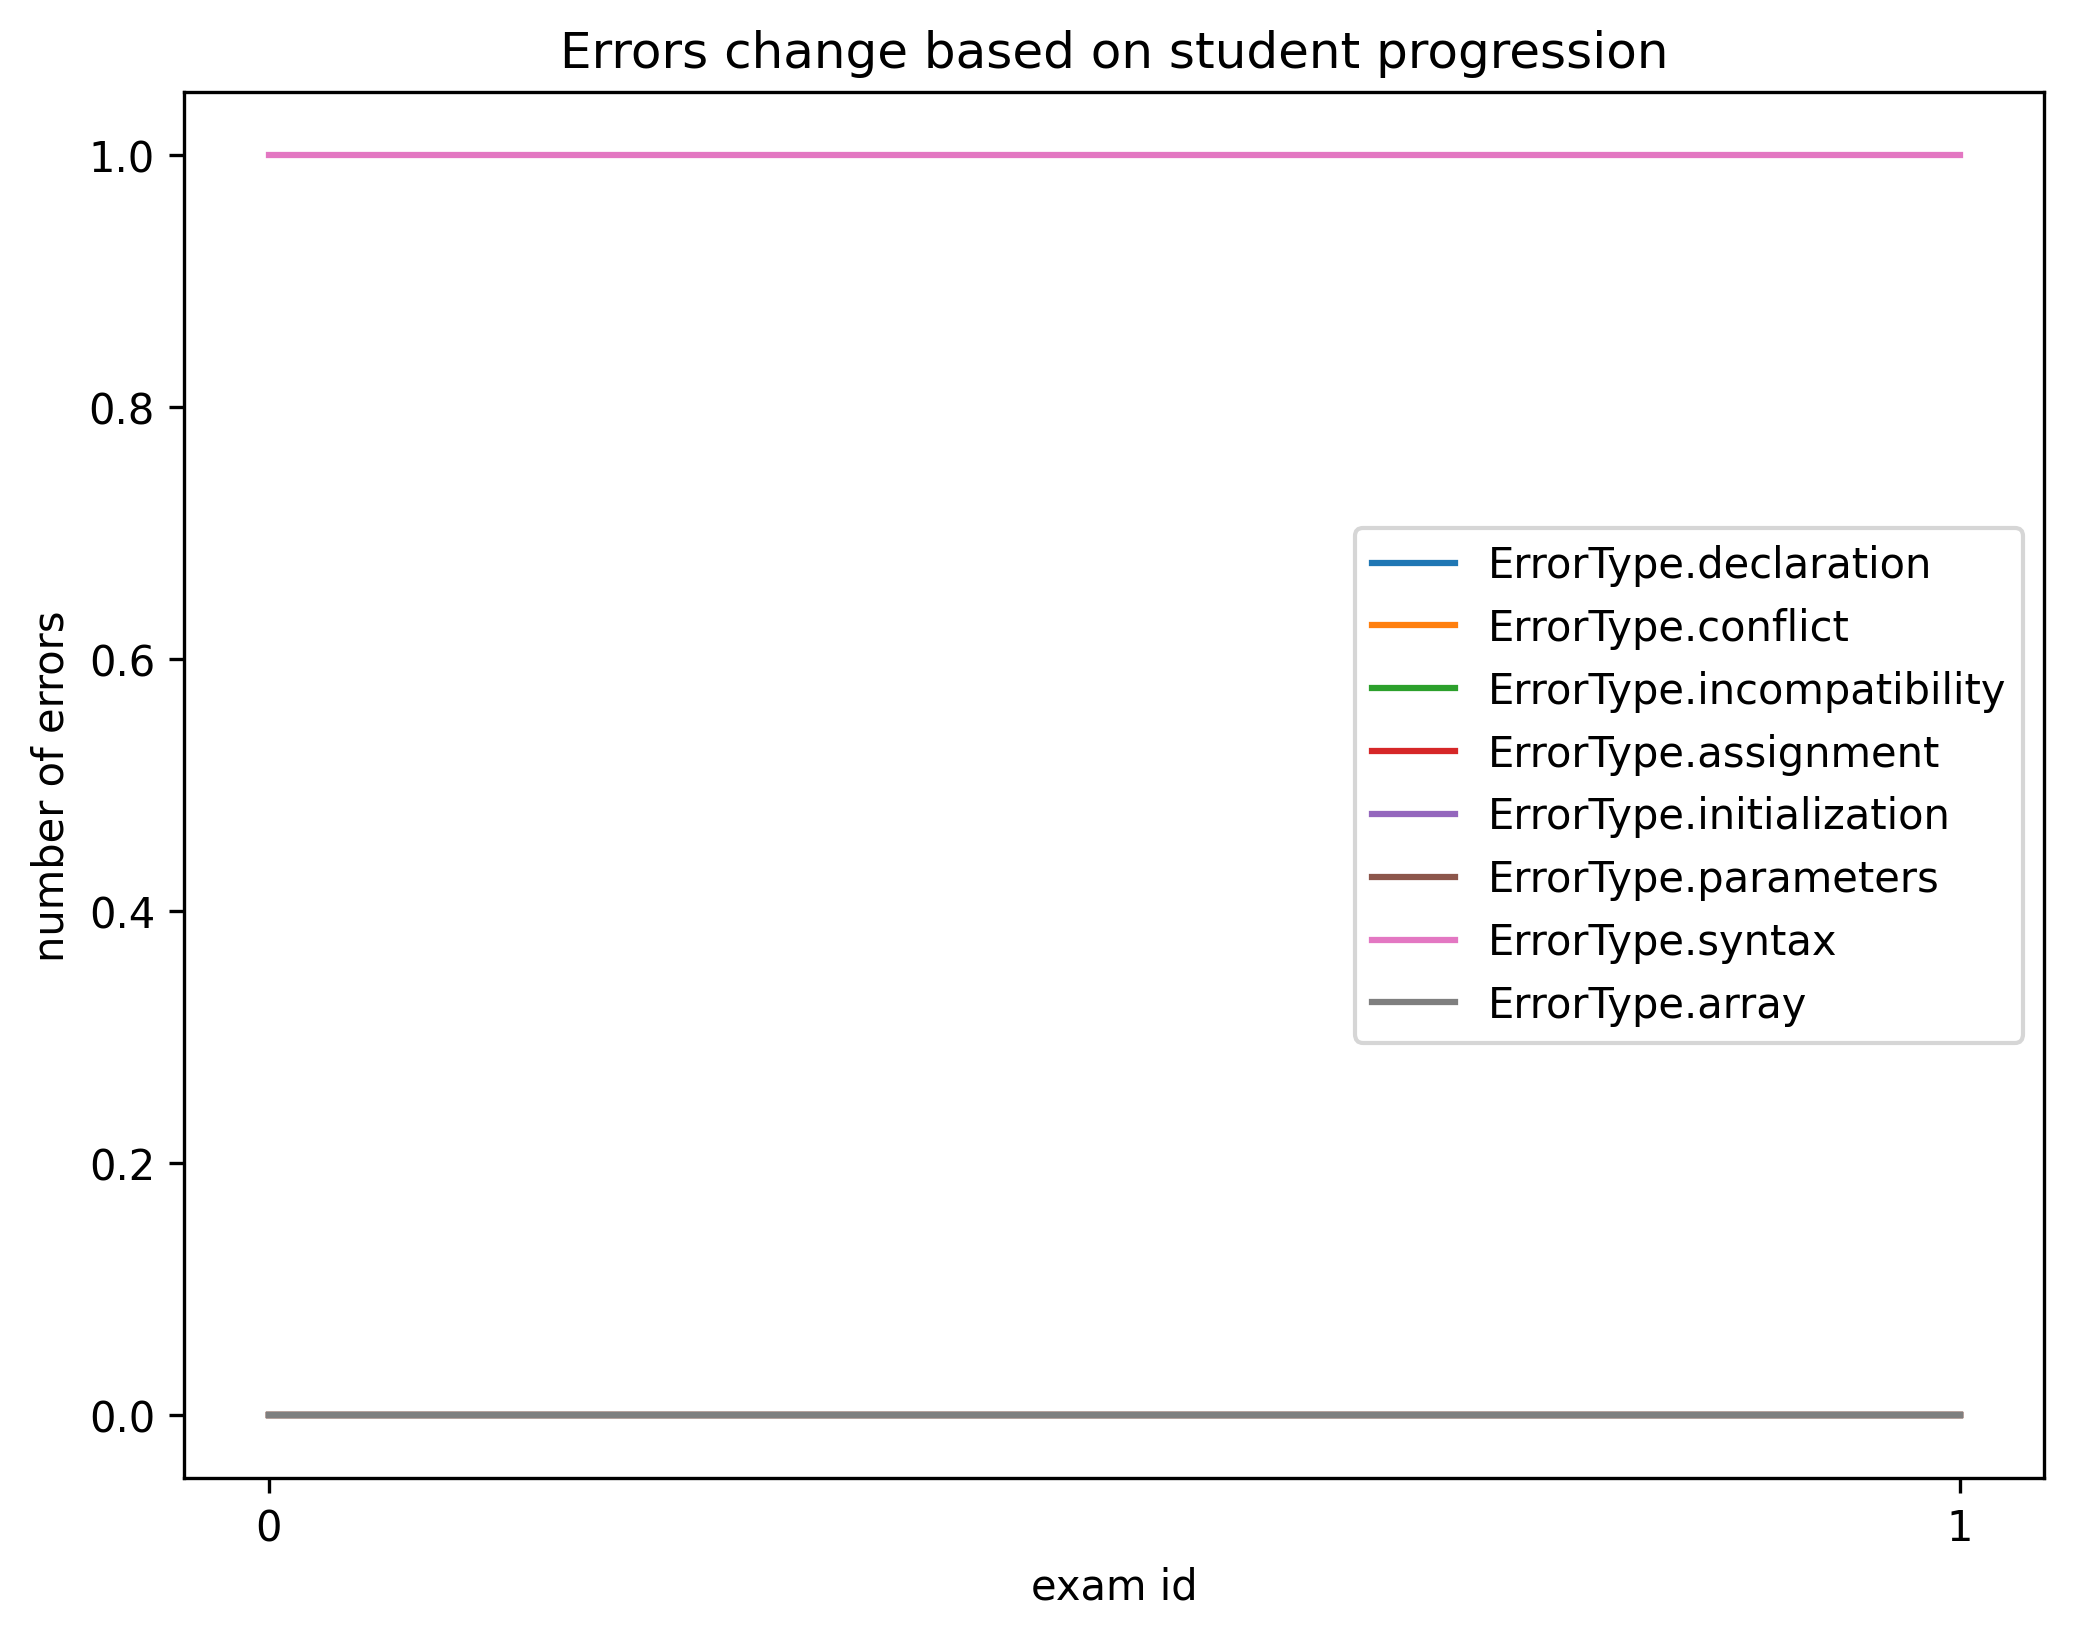 Errors change based on student progression
1.0
0.8
0.6
0.4
0.2
0.0
number of errors
ErrorType.declaration
ErrorType.conflict
ErrorType.incompatibility
ErrorType.assignment
ErrorType.initialization
ErrorType.parameters
ErrorType.syntax
ErrorType.array
0 1
exam id